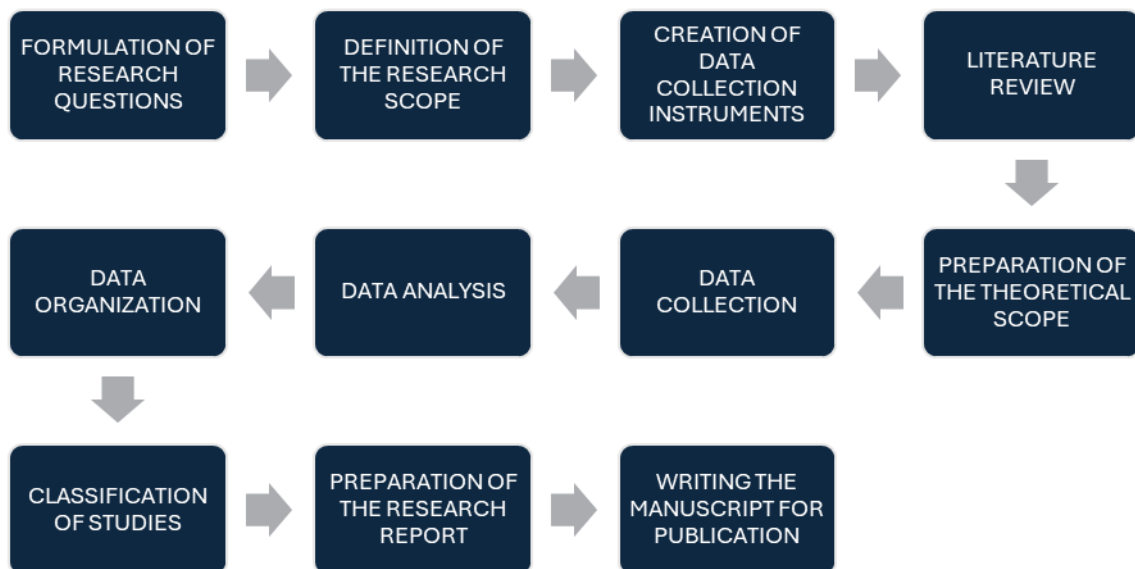 FORMULATION OF
RESEARCH
QUESTIONS
DEFINITION OF
THE RESEARCH
SCOPE
CREATION OF
DATA
COLLECTION
INSTRUMENTS
LITERATURE
REVIEW
PREPARATION OF
THE THEORETICAL
SCOPE
DATA
COLLECTION
DATA ANALYSIS
DATA
ORGANIZATION
CLASSIFICATION
OF STUDIES
PREPARATION OF
THE RESEARCH
REPORT
WRITING THE
MANUSCRIPT FOR
PUBLICATION